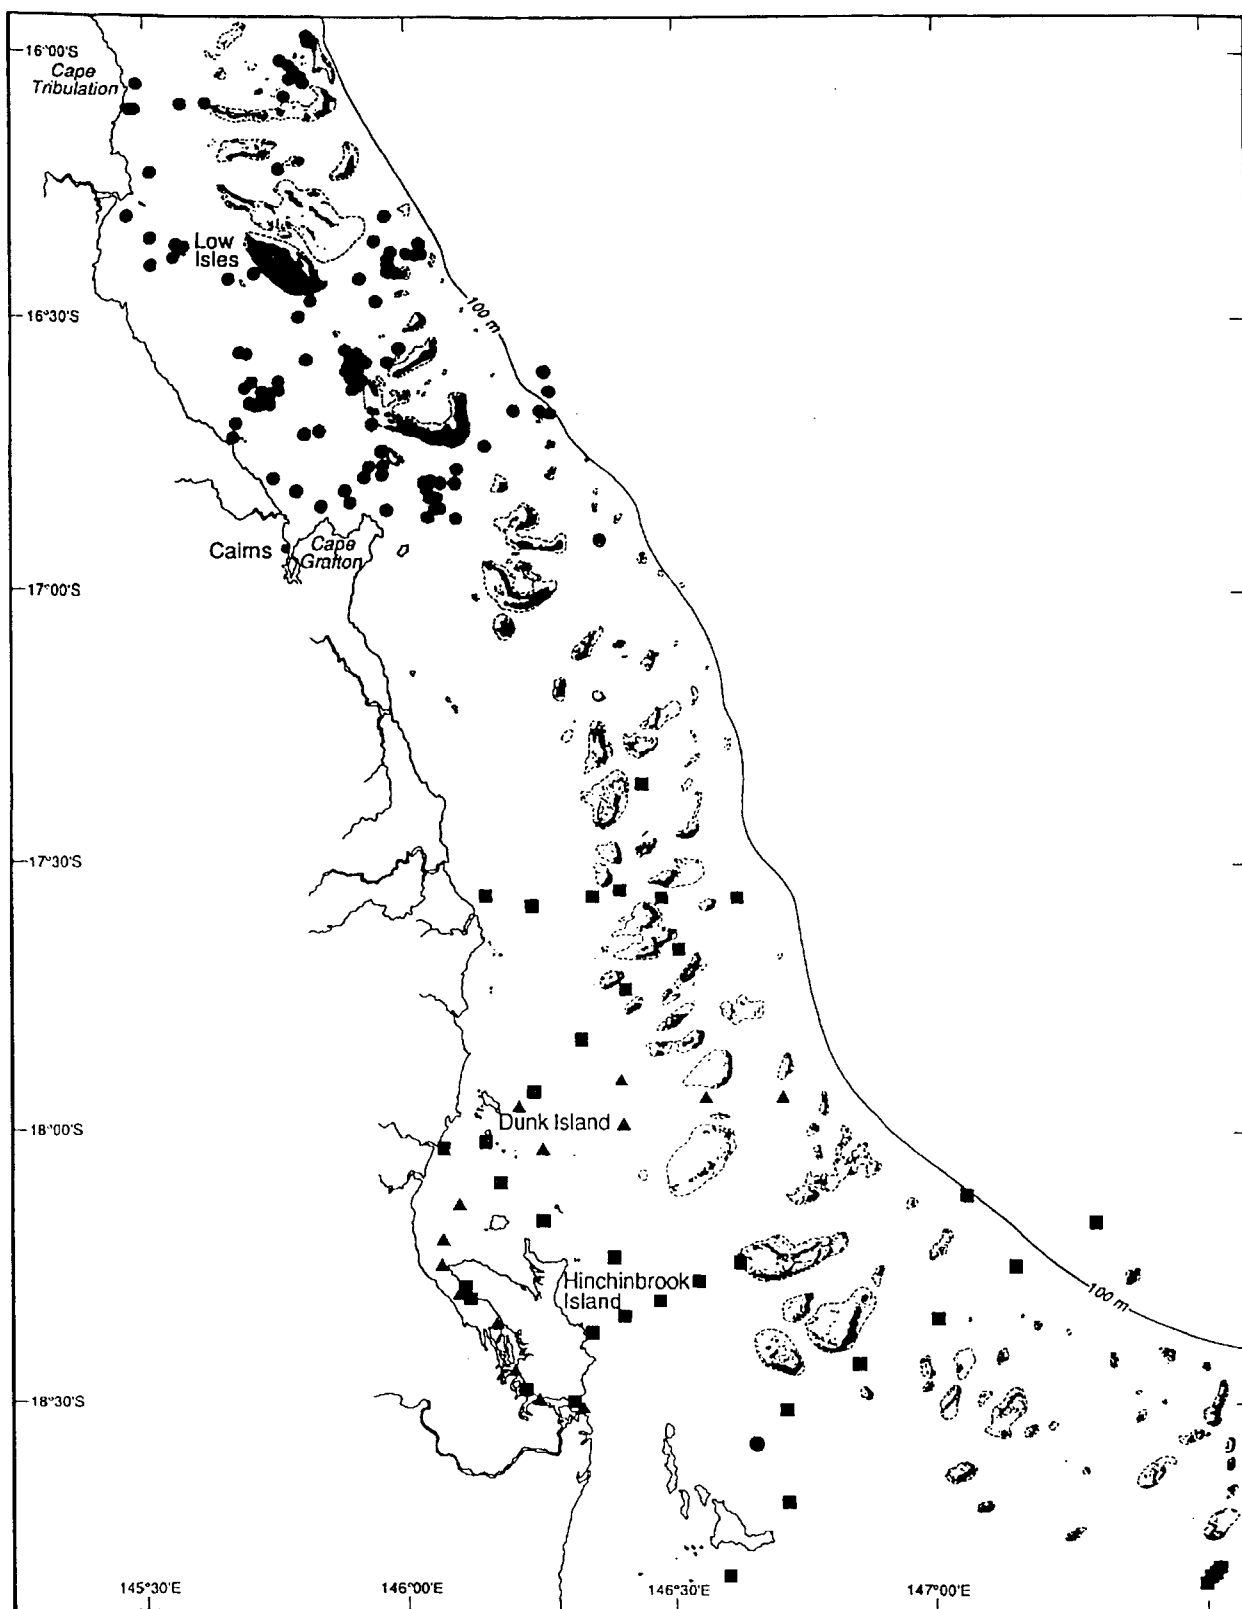 16°00'S
Cape
Tribulation
Low
Isles
16°30'S
100 m
Cairns
Cape
Grafton
17°00'S
17°30'S
Dunk Island
18°00'S
Hinchinbrook
Island
100 m
18°30'S
145°30'E
146°00'E
146°30'E
147°00'E